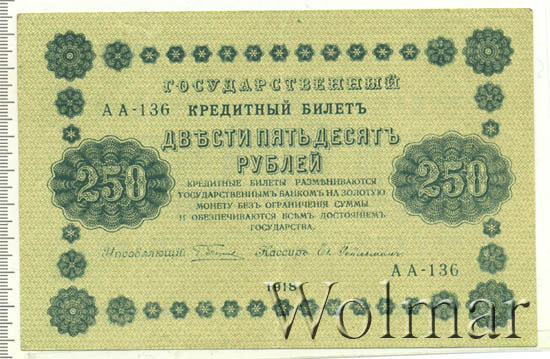 ГОСУДАРСТВЕННЫЙ
АА-136 КРЕДИТНЫЙ БИЛЕТЪ
ДВѢСТИ ПЯТЬДЕСЯТЪ
РУБЛЕЙ
250 250
КРЕДИТНЫЕ БИЛЕТЫ РАЗМѢНИВАЮТСЯ
ГОСУДАРСТВЕННЫМЪ БАНКОМЪ НА ЗОЛОТУЮ
МОНЕТУ БЕЗЪ ОГРАНИЧЕНІЯ СУММЫ
И ОБЕЗПЕЧИВАЮТСЯ ВСѢМЪ ДОСТОЯНІЕМЪ
ГОСУДАРСТВА.
Управляющій Кассиръ
АА-136
1918
Wolmar